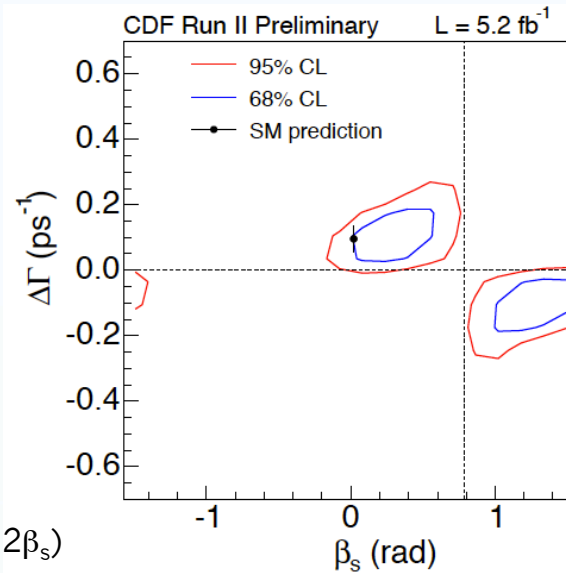 CDF Run II Preliminary L = 5.2 fb⁻¹
95% CL
68% CL
SM prediction
0.6
0.4
0.2
0.0
-0.2
-0.4
-0.6
ΔΓ (ps⁻¹)
-1 0 1
βₛ (rad)
2βₛ)